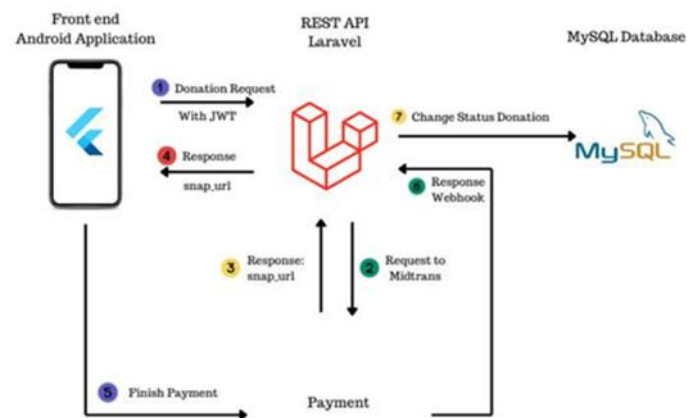 Front end
Android Application
REST API
Laravel
MySQL Database
1 Donation Request
With JWT
7 Change Status Donation
4 Response
snap_url
MySQL
6 Response
Webhook
3 Response:
snap_url
2 Request to
Midtrans
5 Finish Payment
Payment